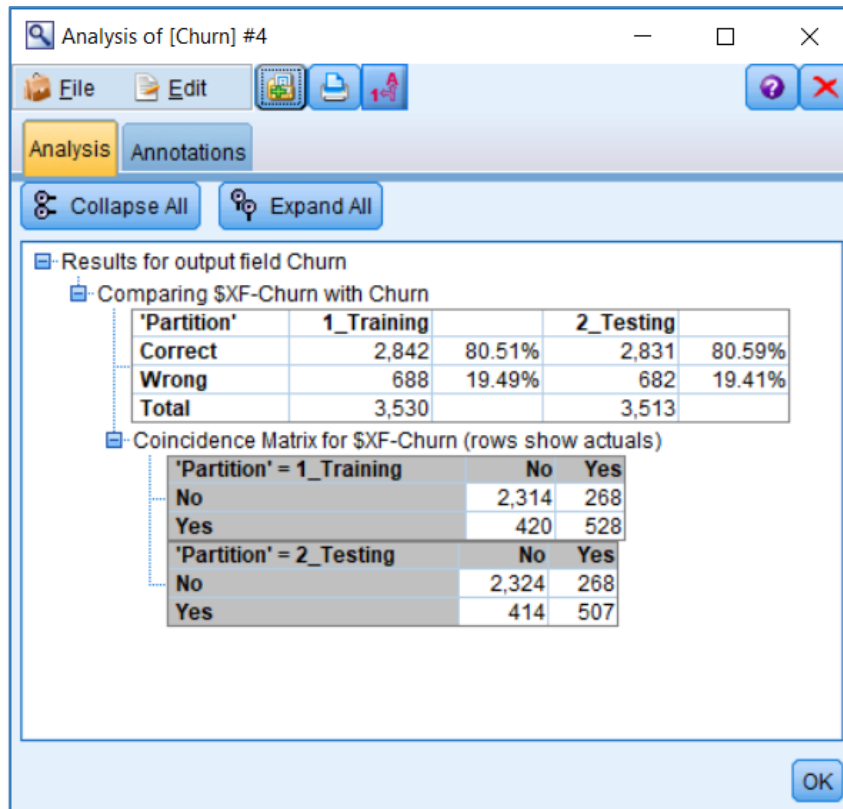 Analysis of [Churn] #4
File Edit
Analysis Annotations
Collapse All Expand All
Results for output field Churn
Comparing $XF-Churn with Churn
'Partition' 1_Training 2_Testing
Correct 2,842 80.51% 2,831 80.59%
Wrong 688 19.49% 682 19.41%
Total 3,530 3,513
Coincidence Matrix for $XF-Churn (rows show actuals)
'Partition' = 1_Training No Yes
No 2,314 268
Yes 420 528
'Partition' = 2_Testing No Yes
No 2,324 268
Yes 414 507
OK